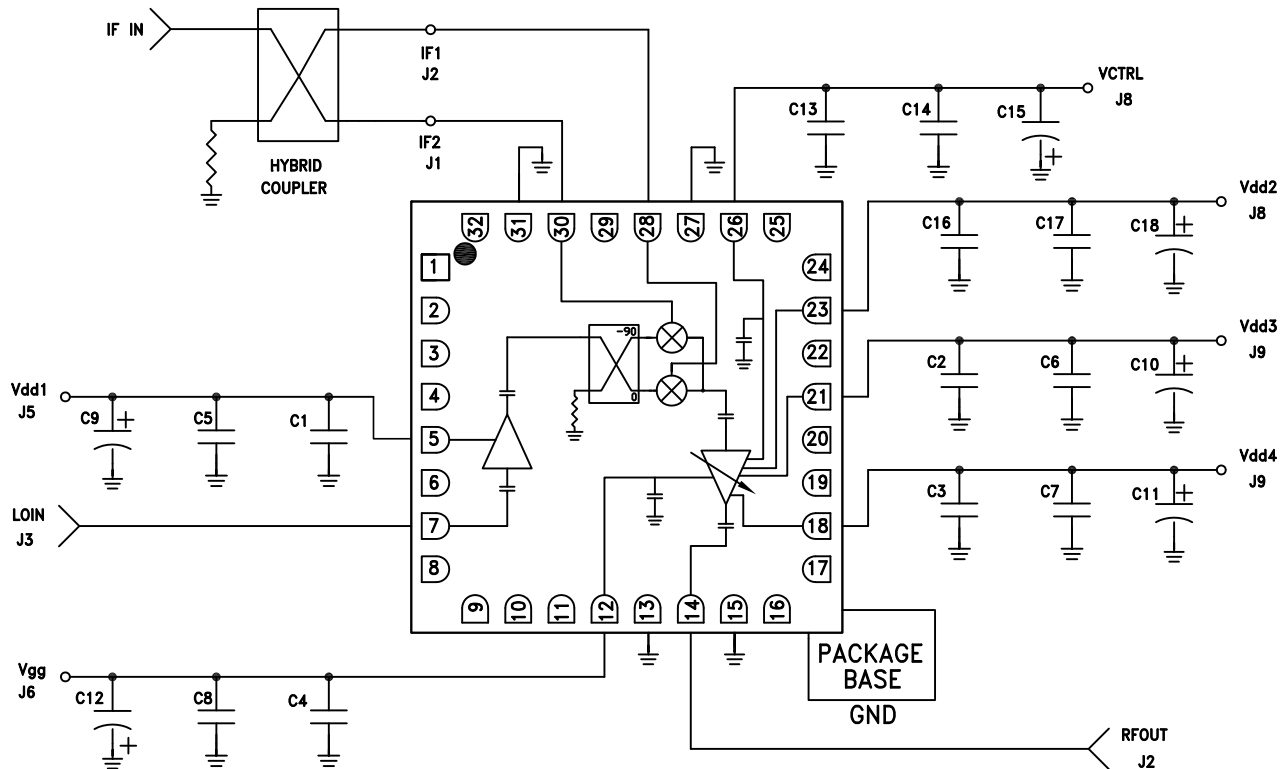 IF IN
HYBRID
COUPLER
IF1
J2
IF2
J1
C13
C14
C15
+
VCTRL
J8
C16
C17
C18
+
Vdd2
J8
32
31
30
29
28
27
26
25
1
2
3
4
5
6
7
8
24
23
22
21
20
19
18
17
-90
0
C2
C6
C10
+
Vdd3
J9
Vdd1
J5
C9
+
C5
C1
C3
C7
C11
+
Vdd4
J9
LOIN
J3
9
10
11
12
13
14
15
16
PACKAGE
BASE
GND
Vgg
J6
C12
+
C8
C4
RFOUT
J2